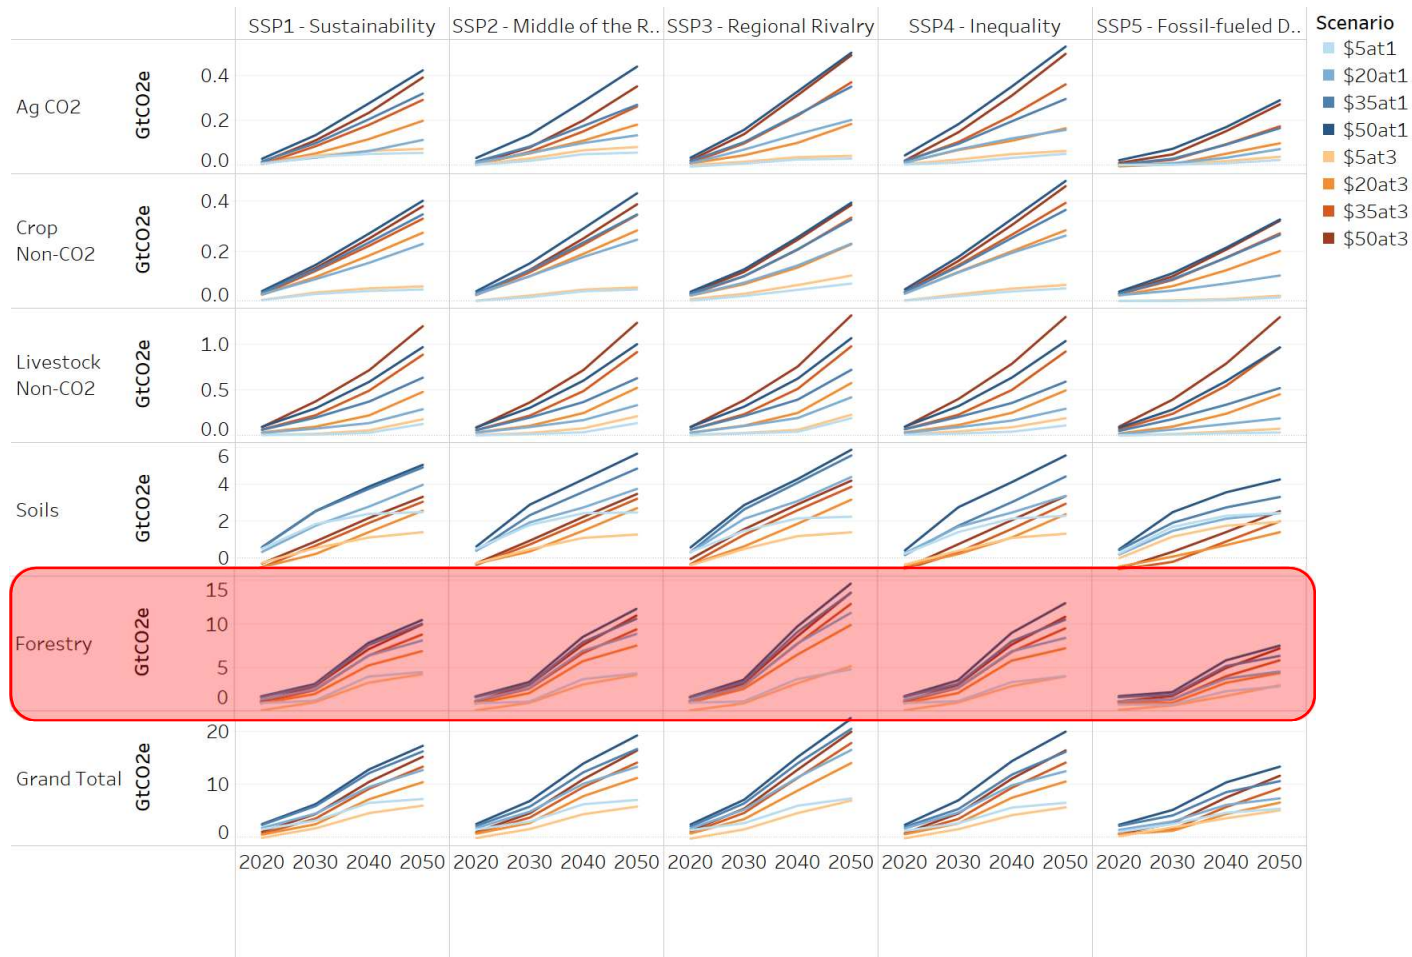 SSP1 - Sustainability SSP2 - Middle of the R.. SSP3 - Regional Rivalry SSP4 - Inequality SSP5 - Fossil-fueled D.. Scenario
$5at1
$20at1
$35at1
$50at1
$5at3
$20at3
$35at3
$50at3
Ag CO2 GtCO2e 0.4
0.2
0.0
Crop
Non-CO2 GtCO2e 0.4
0.2
0.0
Livestock
Non-CO2 GtCO2e 1.0
0.5
0.0
Soils GtCO2e 6
4
2
0
Forestry GtCO2e 15
10
5
0
Grand Total GtCO2e 20
10
0
2020 2030 2040 2050 2020 2030 2040 2050 2020 2030 2040 2050 2020 2030 2040 2050 2020 2030 2040 2050